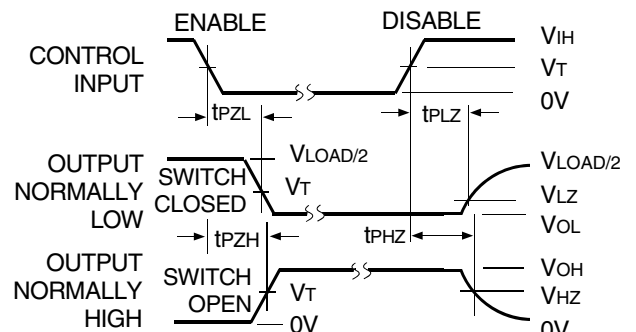 ENABLE
DISABLE
CONTROL
INPUT
VIH
VT
0V
tPZL
tPLZ
OUTPUT
NORMALLY
LOW
SWITCH
CLOSED
VLOAD/2
VT
VLOAD/2
VLZ
VOL
tPZH
tPHZ
OUTPUT
NORMALLY
HIGH
SWITCH
OPEN
VT
0V
VOH
VHZ
0V